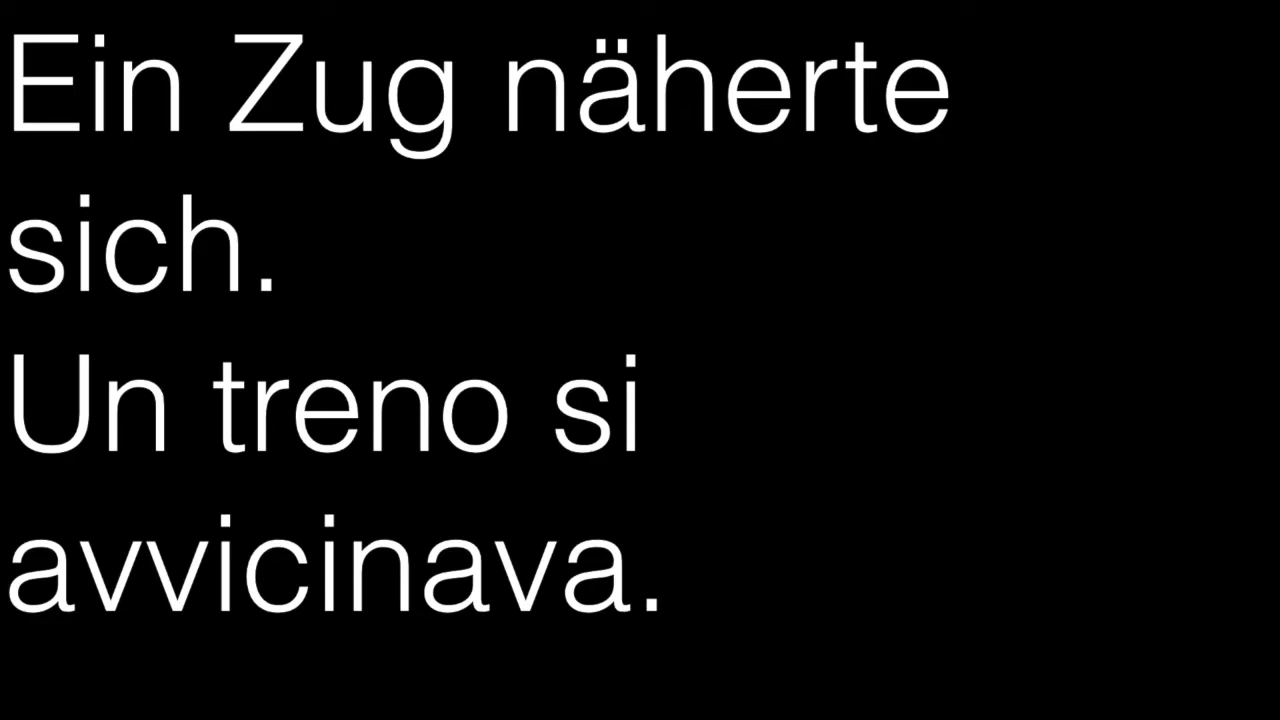 Ein Zug näherte
sich.
Un treno si
avvicinava.